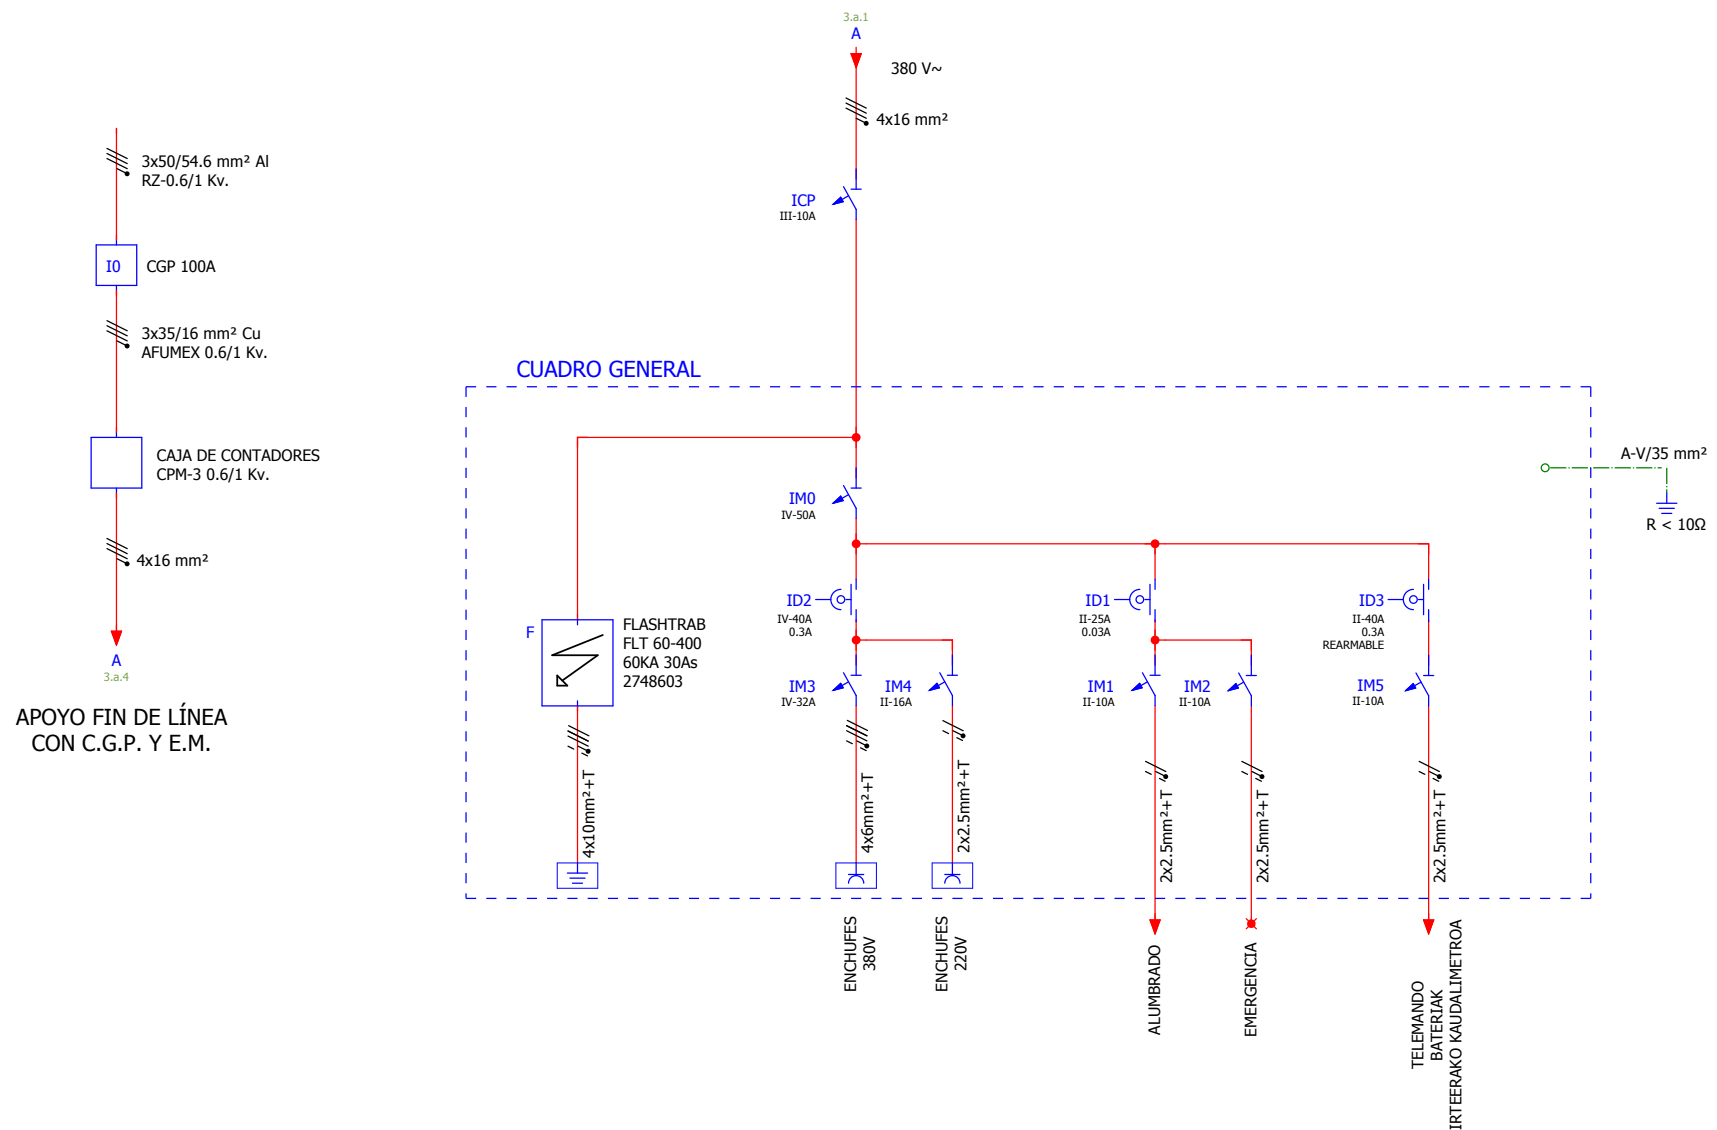 3x50/54.6 mm² Al
RZ-0.6/1 Kv.
I0
CGP 100A
3x35/16 mm² Cu
AFUMEX 0.6/1 Kv.
CAJA DE CONTADORES
CPM-3 0.6/1 Kv.
4x16 mm²
A
3.a.4
APOYO FIN DE LÍNEA
CON C.G.P. Y E.M.
3.a.1
A
380 V~
4x16 mm²
ICP
III-10A
CUADRO GENERAL
A-V/35 mm²
R < 10Ω
IM0
IV-50A
F
FLASHTRAB
FLT 60-400
60KA 30As
2748603
4x10mm²+T
ID2
IV-40A
0.3A
ID1
II-25A
0.03A
ID3
II-40A
0.3A
REARMABLE
IM3
IV-32A
IM4
II-16A
IM1
II-10A
IM2
II-10A
IM5
II-10A
4x6mm²+T
2x2.5mm²+T
2x2.5mm²+T
2x2.5mm²+T
2x2.5mm²+T
ENCHUFES
380V
ENCHUFES
220V
ALUMBRADO
EMERGENCIA
TELEMANDO
BATERIAK
IRTEERAKO KAUDALIMETROA